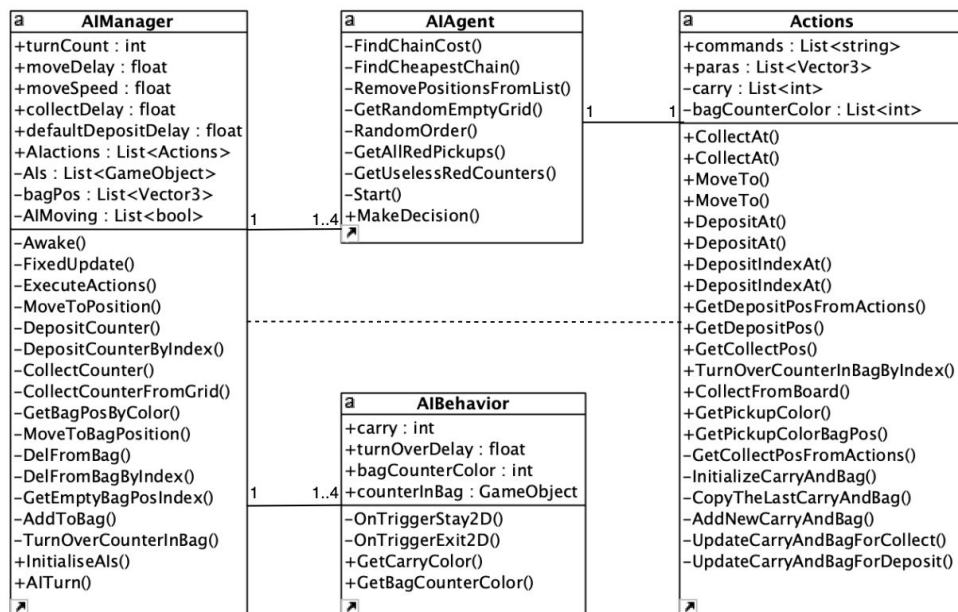 a AIManager
+turnCount : int
+moveDelay : float
+moveSpeed : float
+collectDelay : float
+defaultDepositDelay : float
+AIactions : List<Actions>
-AIs : List<GameObject>
-bagPos : List<Vector3>
-AIMoving : List<bool>
-Awake()
-FixedUpdate()
-ExecuteActions()
-MoveToPosition()
-DepositCounter()
-DepositCounterByIndex()
-CollectCounter()
-CollectCounterFromGrid()
-GetBagPosByColor()
-MoveToBagPosition()
-DelFromBag()
-DelFromBagByIndex()
-GetEmptyBagPosIndex()
-AddToBag()
-TurnOverCounterInBag()
+InitialiseAIs()
+AITurn()
1 1..4
1 1..4
a AIAgent
-FindChainCost()
-FindCheapestChain()
-RemovePositionsFromList()
-GetRandomEmptyGrid()
-RandomOrder()
-GetAllRedPickups()
-GetUselessRedCounters()
-Start()
+MakeDecision()
1 1
a AIBehavior
+carry : int
+turnOverDelay : float
+bagCounterColor : int
+counterInBag : GameObject
-OnTriggerStay2D()
-OnTriggerExit2D()
+GetCarryColor()
+GetBagCounterColor()
a Actions
+commands : List<string>
+paras : List<Vector3>
-carry : List<int>
-bagCounterColor : List<int>
+CollectAt()
+CollectAt()
+MoveTo()
+MoveTo()
+DepositAt()
+DepositAt()
+DepositIndexAt()
+DepositIndexAt()
+GetDepositPosFromActions()
+GetDepositPos()
+GetCollectPos()
+TurnOverCounterInBagByIndex()
+CollectFromBoard()
+GetPickupColor()
+GetPickupColorBagPos()
-GetCollectPosFromActions()
-InitializeCarryAndBag()
-CopyTheLastCarryAndBag()
-AddNewCarryAndBag()
-UpdateCarryAndBagForCollect()
-UpdateCarryAndBagForDeposit()